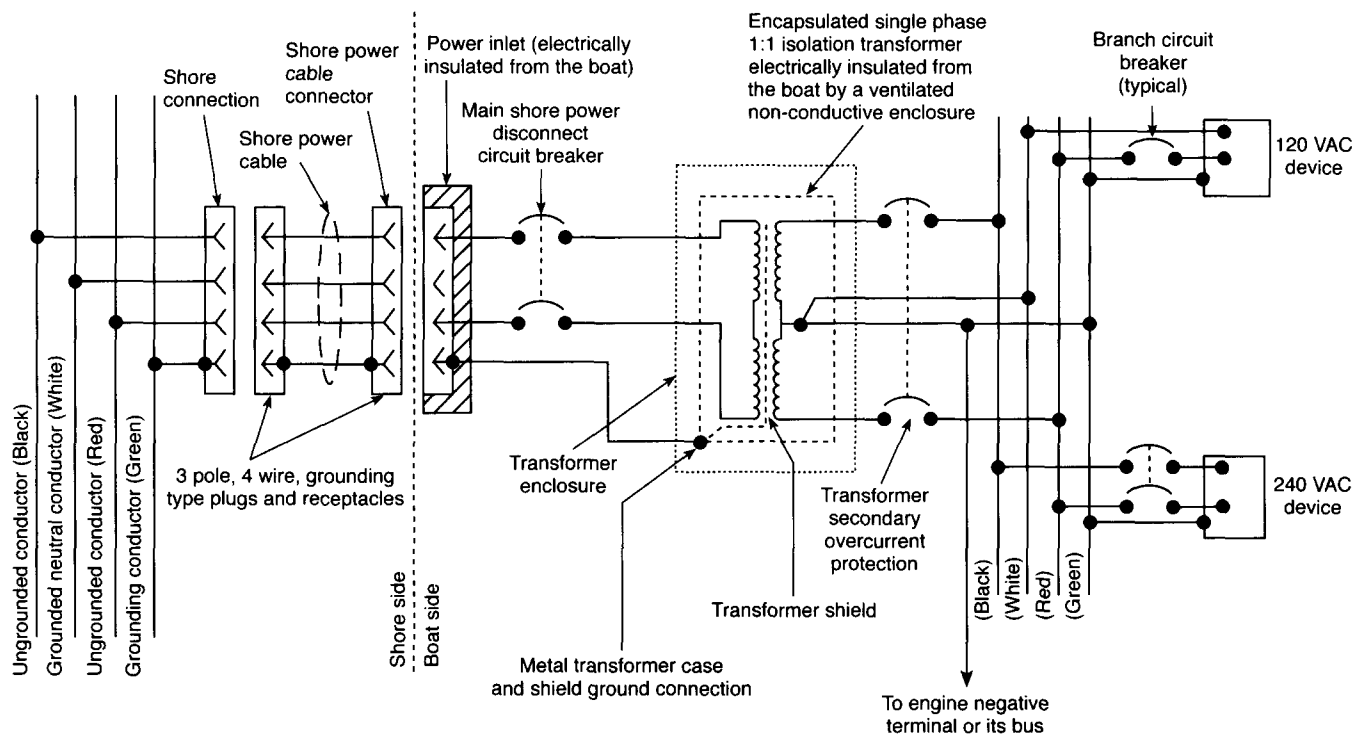 Encapsulated single phase
1:1 isolation transformer
electrically insulated from
the boat by a ventilated
non-conductive enclosure
Branch circuit
breaker
(typical)
Power inlet (electrically
insulated from the boat)
Shore power
cable
connector
Shore
connection
Main shore power
disconnect
circuit breaker
Shore power
cable
120 VAC
device
3 pole, 4 wire, grounding
type plugs and receptacles
Transformer
enclosure
Transformer
secondary
overcurrent
protection
240 VAC
device
Ungrounded conductor (Black)
Grounded neutral conductor (White)
Ungrounded conductor (Red)
Grounding conductor (Green)
Shore side
Boat side
(Black)
(White)
(Red)
(Green)
Transformer shield
Metal transformer case
and shield ground connection
To engine negative
terminal or its bus